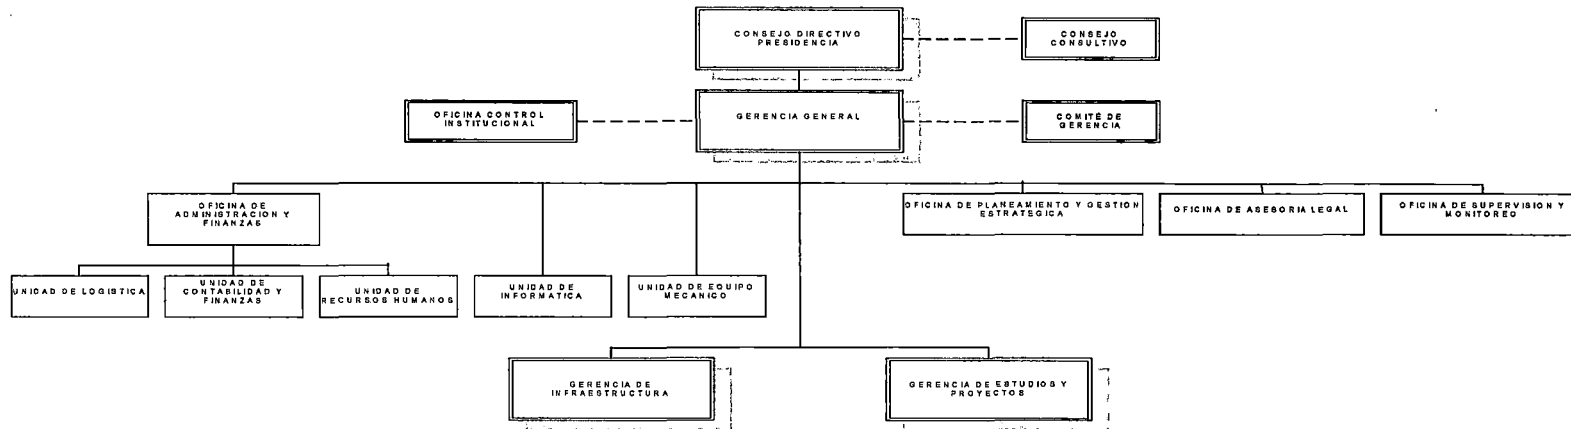 CONSEJO DIRECTIVO
PRESIDENCIA
CONSEJO
CONSULTIVO
OFICINA CONTROL
INSTITUCIONAL
GERENCIA GENERAL
COMITÉ DE
GERENCIA
OFICINA DE
ADMINISTRACION Y
FINANZAS
OFICINA DE PLANEAMIENTO Y GESTION
ESTRATEGICA
OFICINA DE ASESORIA LEGAL
OFICINA DE SUPERVISION Y
MONITOREO
UNIDAD DE LOGISTICA
UNIDAD DE
CONTABILIDAD Y
FINANZAS
UNIDAD DE
RECURSOS HUMANOS
UNIDAD DE
INFORMATICA
UNIDAD DE EQUIPO
MECANICO
GERENCIA DE
INFRAESTRUCTURA
GERENCIA DE ESTUDIOS Y
PROYECTOS